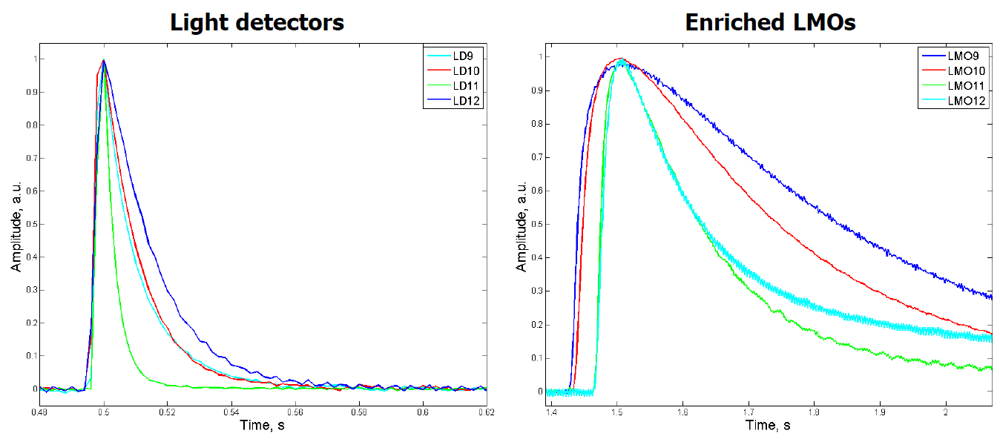 Light detectors
Amplitude, a.u.
1
0.9
0.8
0.7
0.6
0.5
0.4
0.3
0.2
0.1
0
0.48
0.5
0.52
0.54
0.56
0.58
0.6
0.62
Time, s
LD9
LD10
LD11
LD12
Enriched LMOs
Amplitude, a.u.
1
0.9
0.8
0.7
0.6
0.5
0.4
0.3
0.2
0.1
0
1.4
1.5
1.6
1.7
1.8
1.9
2
Time, s
LMO9
LMO10
LMO11
LMO12